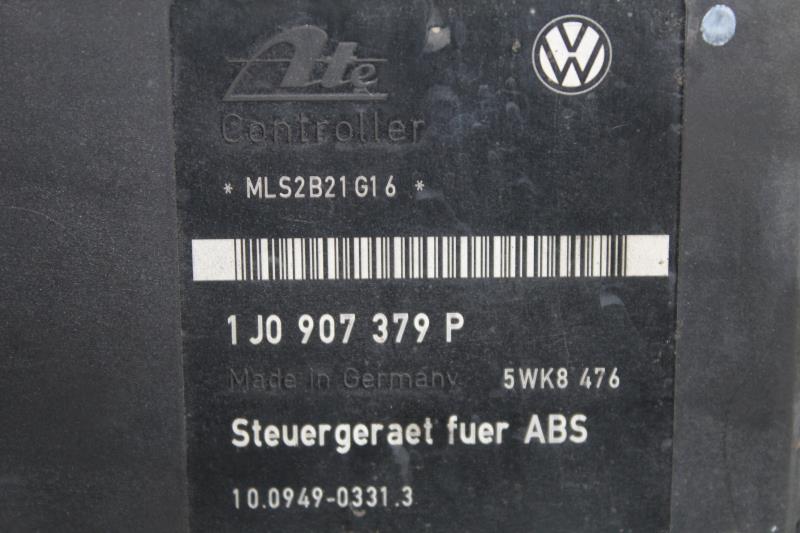 Ate
Controller
* MLS2B21G16 *
1J0 907 379 P
Made in Germany 5WK8 476
Steuergeraet fuer ABS
10.0949-0331.3